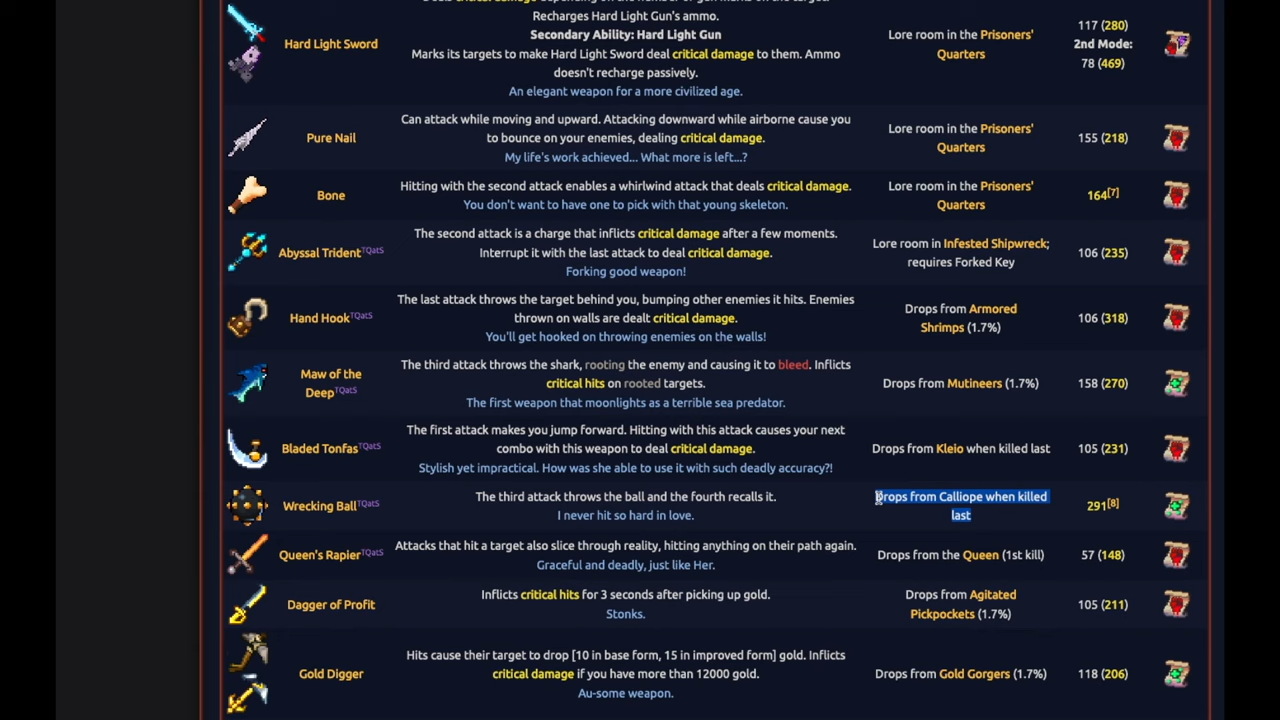 Deals critical damage depending on the number of gun marks on the target.
Recharges Hard Light Gun's ammo.
Secondary Ability: Hard Light Gun
Marks its targets to make Hard Light Sword deal critical damage to them. Ammo
doesn't recharge passively.
An elegant weapon for a more civilized age.
Hard Light Sword
Lore room in the Prisoners'
Quarters
117 (280)
2nd Mode:
78 (469)
Pure Nail
Can attack while moving and upward. Attacking downward while airborne cause you
to bounce on your enemies, dealing critical damage.
My life's work achieved... What more is left...?
Lore room in the Prisoners'
Quarters
155 (218)
Bone
Hitting with the second attack enables a whirlwind attack that deals critical damage.
You don't want to have one to pick with that young skeleton.
Lore room in the Prisoners'
Quarters
164[7]
Abyssal Trident TQatS
The second attack is a charge that inflicts critical damage after a few moments.
Interrupt it with the last attack to deal critical damage.
Forking good weapon!
Lore room in Infested Shipwreck;
requires Forked Key
106 (235)
Hand Hook TQatS
The last attack throws the target behind you, bumping other enemies it hits. Enemies
thrown on walls are dealt critical damage.
You'll get hooked on throwing enemies on the walls!
Drops from Armored
Shrimps (1.7%)
106 (318)
Maw of the
Deep TQatS
The third attack throws the shark, rooting the enemy and causing it to bleed. Inflicts
critical hits on rooted targets.
The first weapon that moonlights as a terrible sea predator.
Drops from Mutineers (1.7%)
158 (270)
Bladed Tonfas TQatS
The first attack makes you jump forward. Hitting with this attack causes your next
combo with this weapon to deal critical damage.
Stylish yet impractical. How was she able to use it with such deadly accuracy?!
Drops from Kleio when killed last
105 (231)
Wrecking Ball TQatS
The third attack throws the ball and the fourth recalls it.
I never hit so hard in love.
Drops from Calliope when killed
last
291[8]
Queen's Rapier TQatS
Attacks that hit a target also slice through reality, hitting anything on their path again.
Graceful and deadly, just like Her.
Drops from the Queen (1st kill)
57 (148)
Dagger of Profit
Inflicts critical hits for 3 seconds after picking up gold.
Stonks.
Drops from Agitated
Pickpockets (1.7%)
105 (211)
Gold Digger
Hits cause their target to drop [10 in base form, 15 in improved form] gold. Inflicts
critical damage if you have more than 12000 gold.
Au-some weapon.
Drops from Gold Gorgers (1.7%)
118 (206)